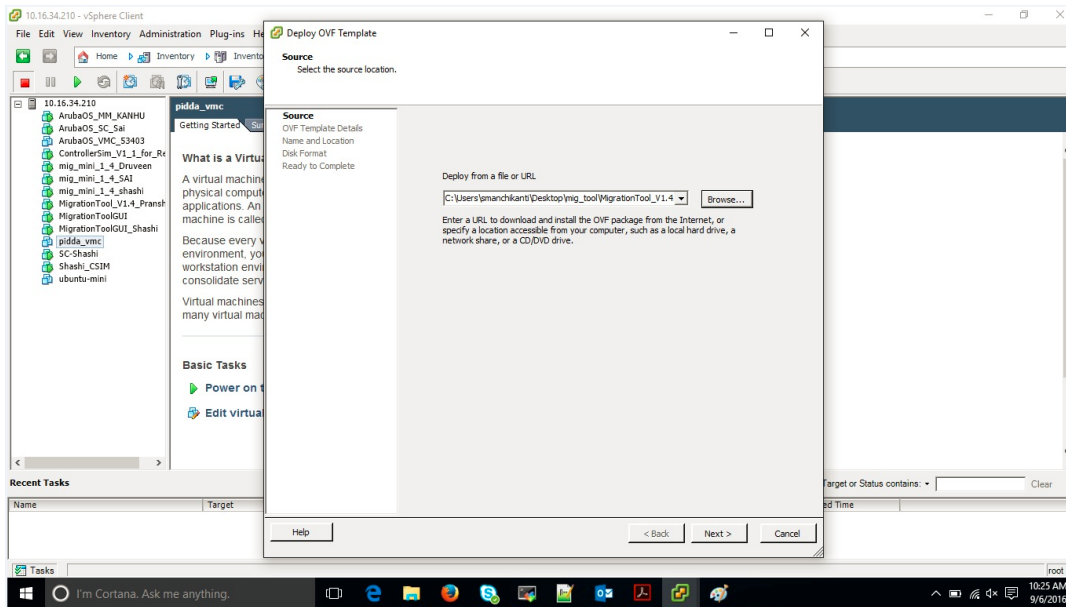 10.16.34.210 - vSphere Client
File Edit View Inventory Administration Plug-ins He
Home Inventory Invento
10.16.34.210
ArubaOS_MM_KANHU
ArubaOS_SC_Sai
ArubaOS_VMC_53403
ControllerSim_V1_1_for_Re
mig_mini_1_4_Druveen
mig_mini_1_4_SAI
mig_mini_1_4_shashi
MigrationTool_V1.4_Pransh
MigrationToolGUI
MigrationToolGUI_Shashi
pidda_vmc
SC-Shashi
Shashi_CSIM
ubuntu-mini
pidda_vmc
Getting Started Su
What is a Virtua
A virtual machine
physical compute
applications. An
machine is called
Because every v
environment, you
workstation envi
consolidate serv
Virtual machines
many virtual mac
Basic Tasks
Power on t
Edit virtual
Deploy OVF Template
Source
Select the source location.
Source
OVF Template Details
Name and Location
Disk Format
Ready to Complete
Deploy from a file or URL
C:\Users\smanchikanti\Desktop\mig_tool\MigrationTool_V1.4 Browse...
Enter a URL to download and install the OVF package from the Internet, or
specify a location accessible from your computer, such as a local hard drive, a
network share, or a CD/DVD drive.
Help < Back Next > Cancel
Recent Tasks
Target or Status contains: Clear
Name Target ed Time
Tasks root
I'm Cortana. Ask me anything.
10:25 AM
9/6/2016